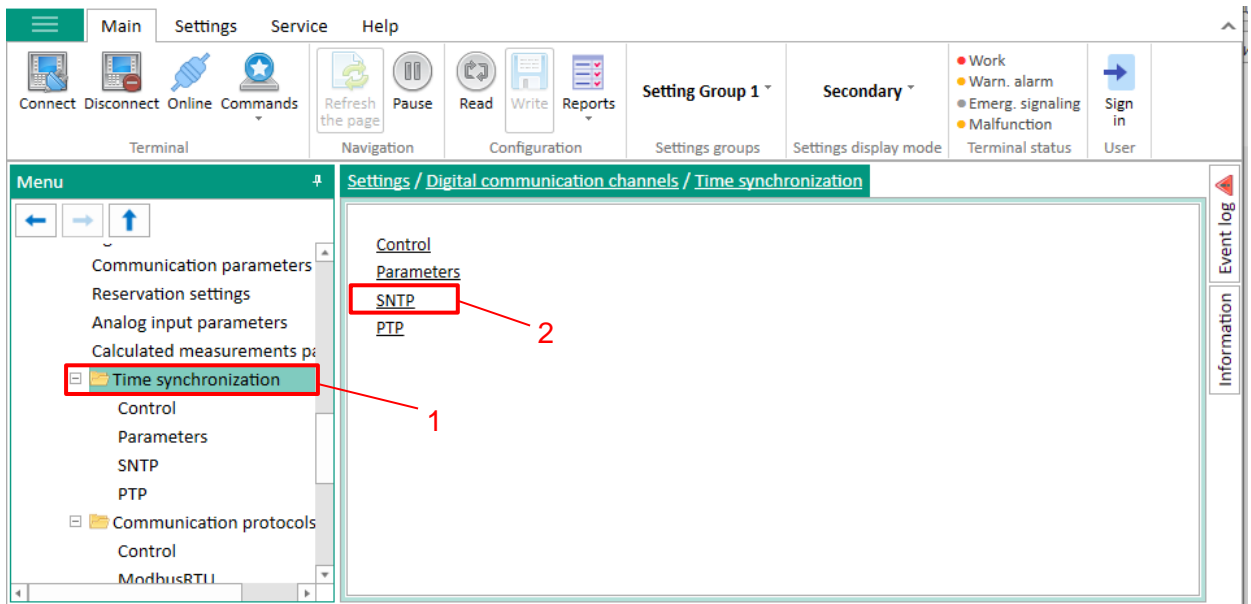 Main Settings Service Help
Connect Disconnect Online Commands
Refresh the page
Pause
Read Write Reports
Setting Group 1
Secondary
Work
Warn. alarm
Emerg. signaling
Malfunction
Sign in
Terminal Navigation Configuration Settings groups Settings display mode Terminal status User
Menu
Settings / Digital communication channels / Time synchronization
Communication parameters
Reservation settings
Analog input parameters
Calculated measurements
Time synchronization
Control
Parameters
SNTP
PTP
Communication protocols
Control
ModbusRTU
Control
Parameters
SNTP
PTP
1
2
Event log
Information